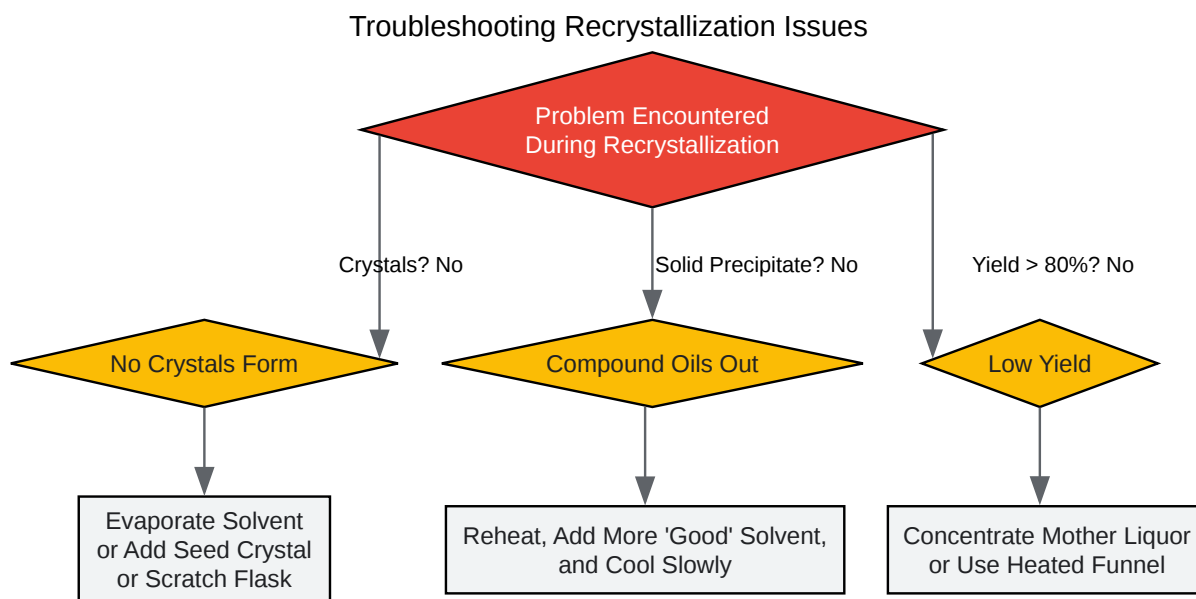 Troubleshooting Recrystallization Issues
Problem Encountered
During Recrystallization
Crystals? No
Solid Precipitate? No
Yield > 80%? No
No Crystals Form
Compound Oils Out
Low Yield
Evaporate Solvent
or Add Seed Crystal
or Scratch Flask
Reheat, Add More 'Good' Solvent,
and Cool Slowly
Concentrate Mother Liquor
or Use Heated Funnel